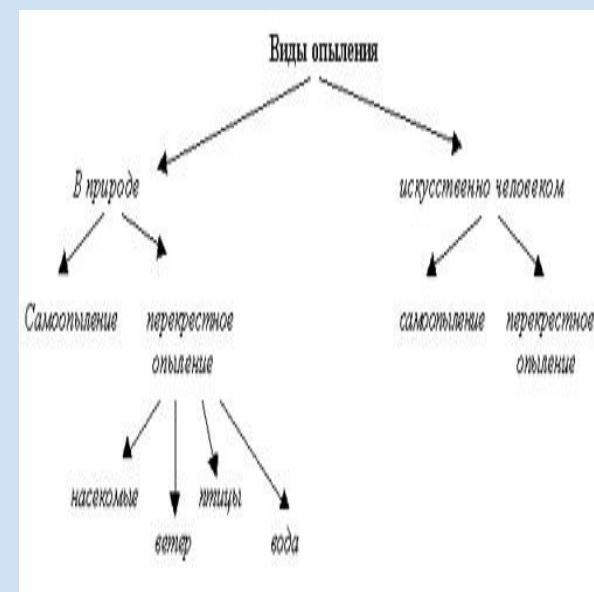 Виды опыления
В природе
искусственно человеком
Самоопыление
перекрестное
опыление
самоопыление
перекрестное
опыление
насекомые
птицы
ветер
вода